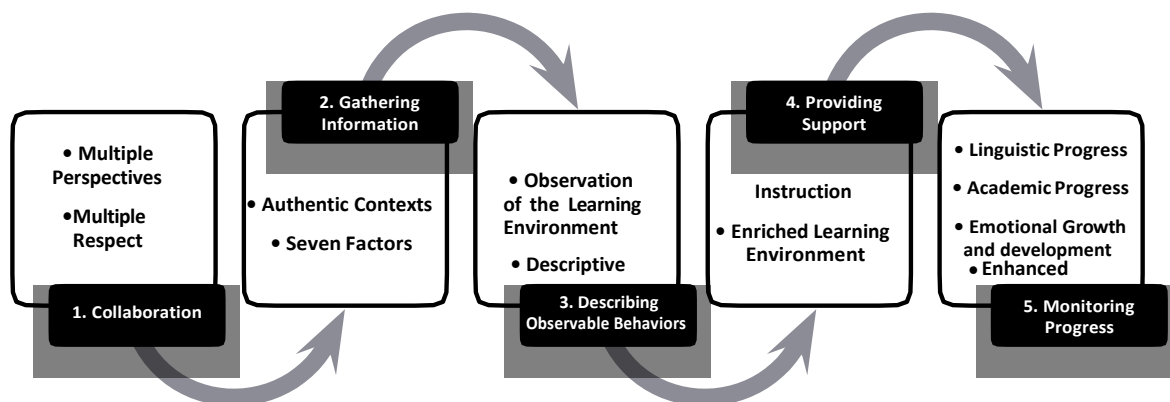 • Multiple
Perspectives
•Multiple
Respect
1. Collaboration
2. Gathering
Information
• Authentic Contexts
• Seven Factors
• Observation
of the Learning
Environment
• Descriptive
3. Describing
Observable Behaviors
4. Providing
Support
Instruction
• Enriched Learning
Environment
• Linguistic Progress
• Academic Progress
• Emotional Growth
and development
• Enhanced
5. Monitoring
Progress